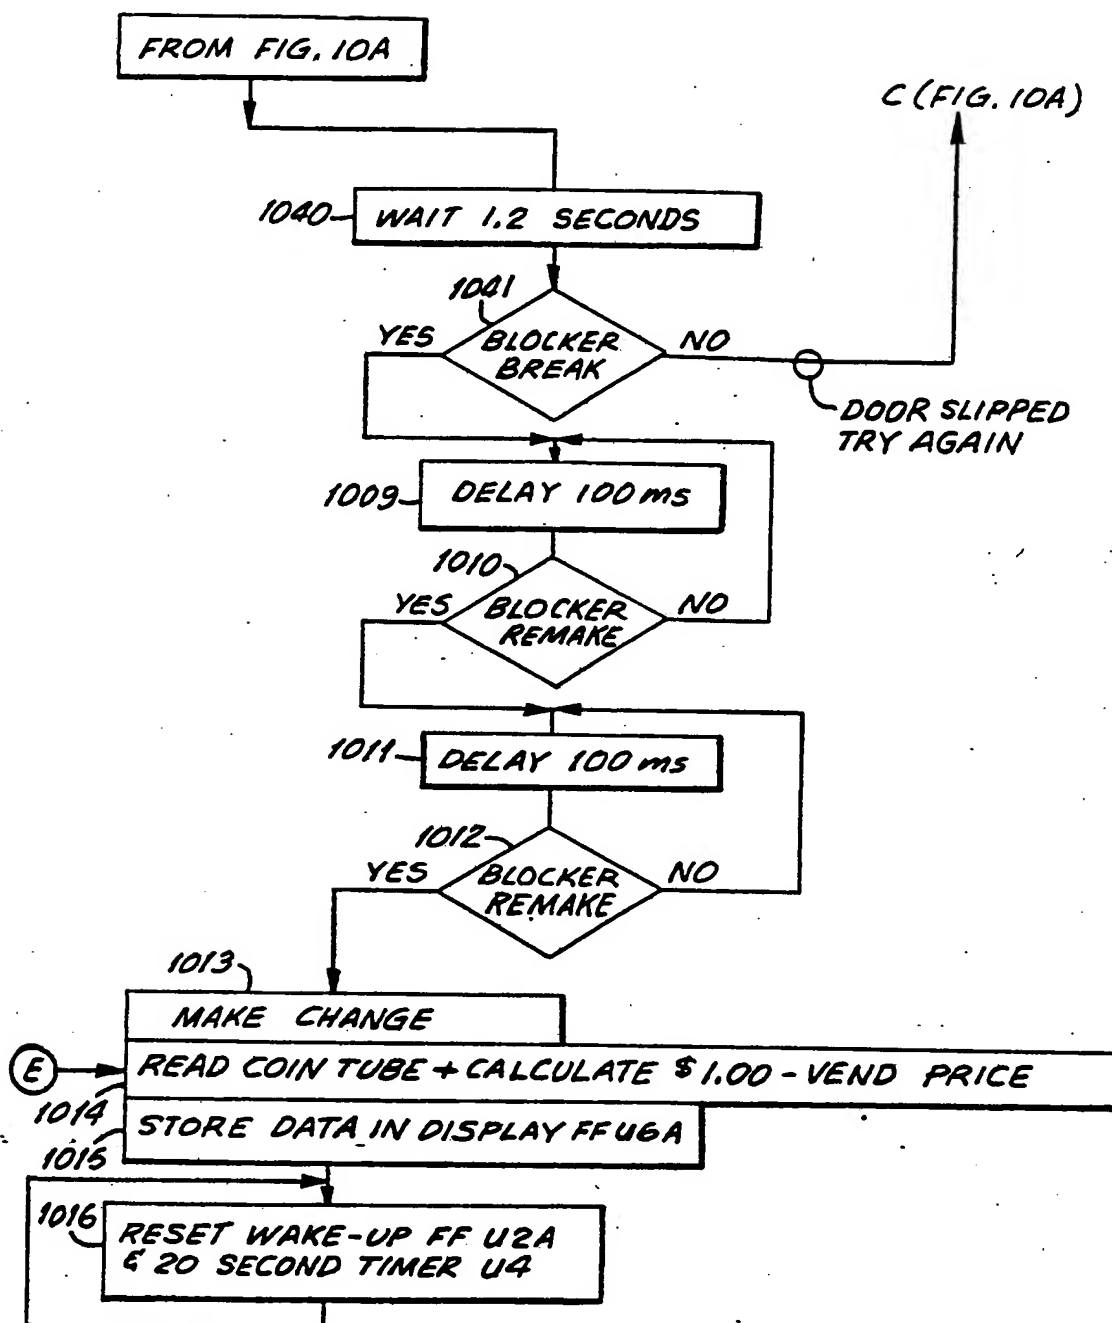 FROM FIG. 10A
C (FIG. 10A)
1040
WAIT 1.2 SECONDS
1041
YES
BLOCKER
BREAK
NO
DOOR SLIPPED
TRY AGAIN
1009
DELAY 100 ms
1010
YES
BLOCKER
REMAKE
NO
1011
DELAY 100 ms
1012
YES
BLOCKER
REMAKE
NO
1013
MAKE CHANGE
E
READ COIN TUBE + CALCULATE $1.00 - VEND PRICE
1014
STORE DATA IN DISPLAY FF U6A
1015
1016
RESET WAKE-UP FF U2A
& 20 SECOND TIMER U4